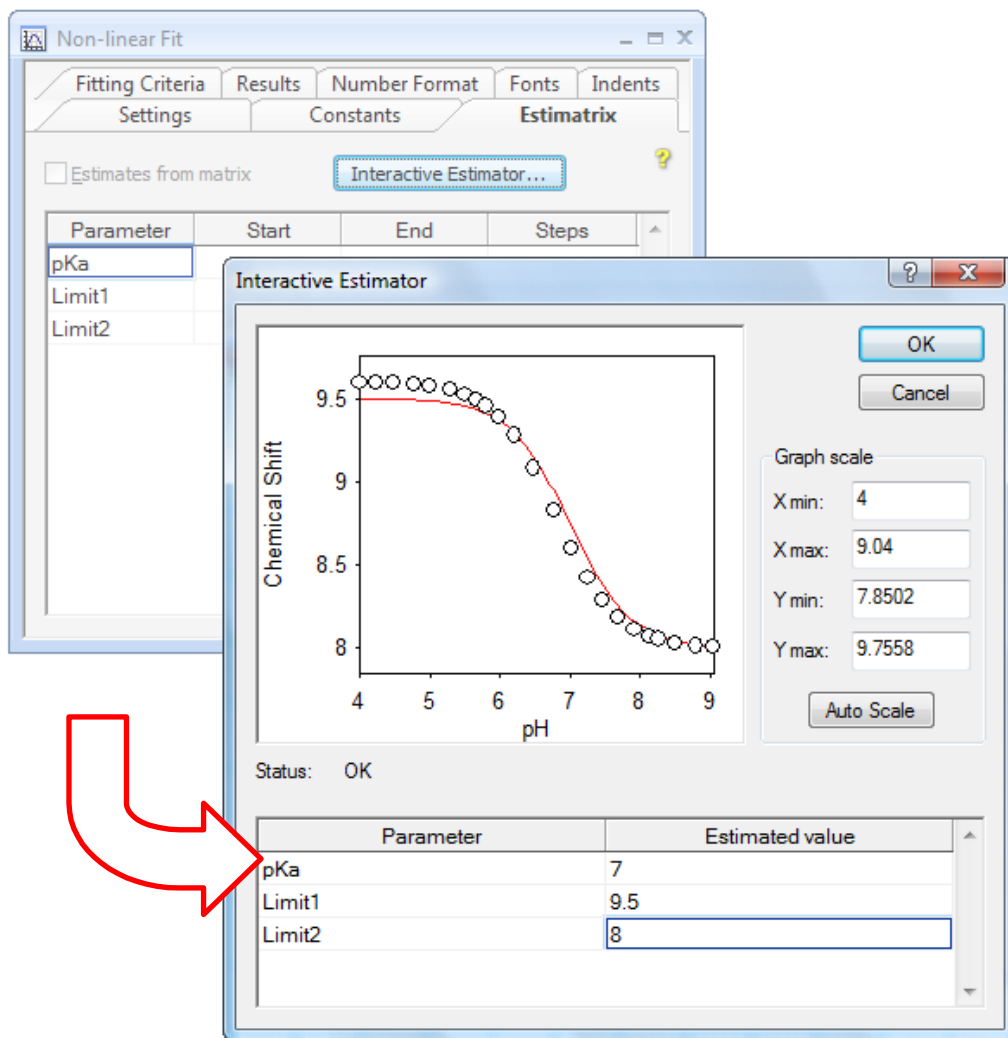 Non-linear Fit
Fitting Criteria Results Number Format Fonts Indents
Settings Constants Estimatrix
Estimates from matrix Interactive Estimator... ?
Parameter Start End Steps
pKa
Limit1
Limit2
Interactive Estimator ? X
OK
Cancel
Chemical Shift
9.5
9
8.5
8
4 5 6 7 8 9
pH
Graph scale
X min: 4
X max: 9.04
Y min: 7.8502
Y max: 9.7558
Auto Scale
Status: OK
Parameter Estimated value
pKa 7
Limit1 9.5
Limit2 8